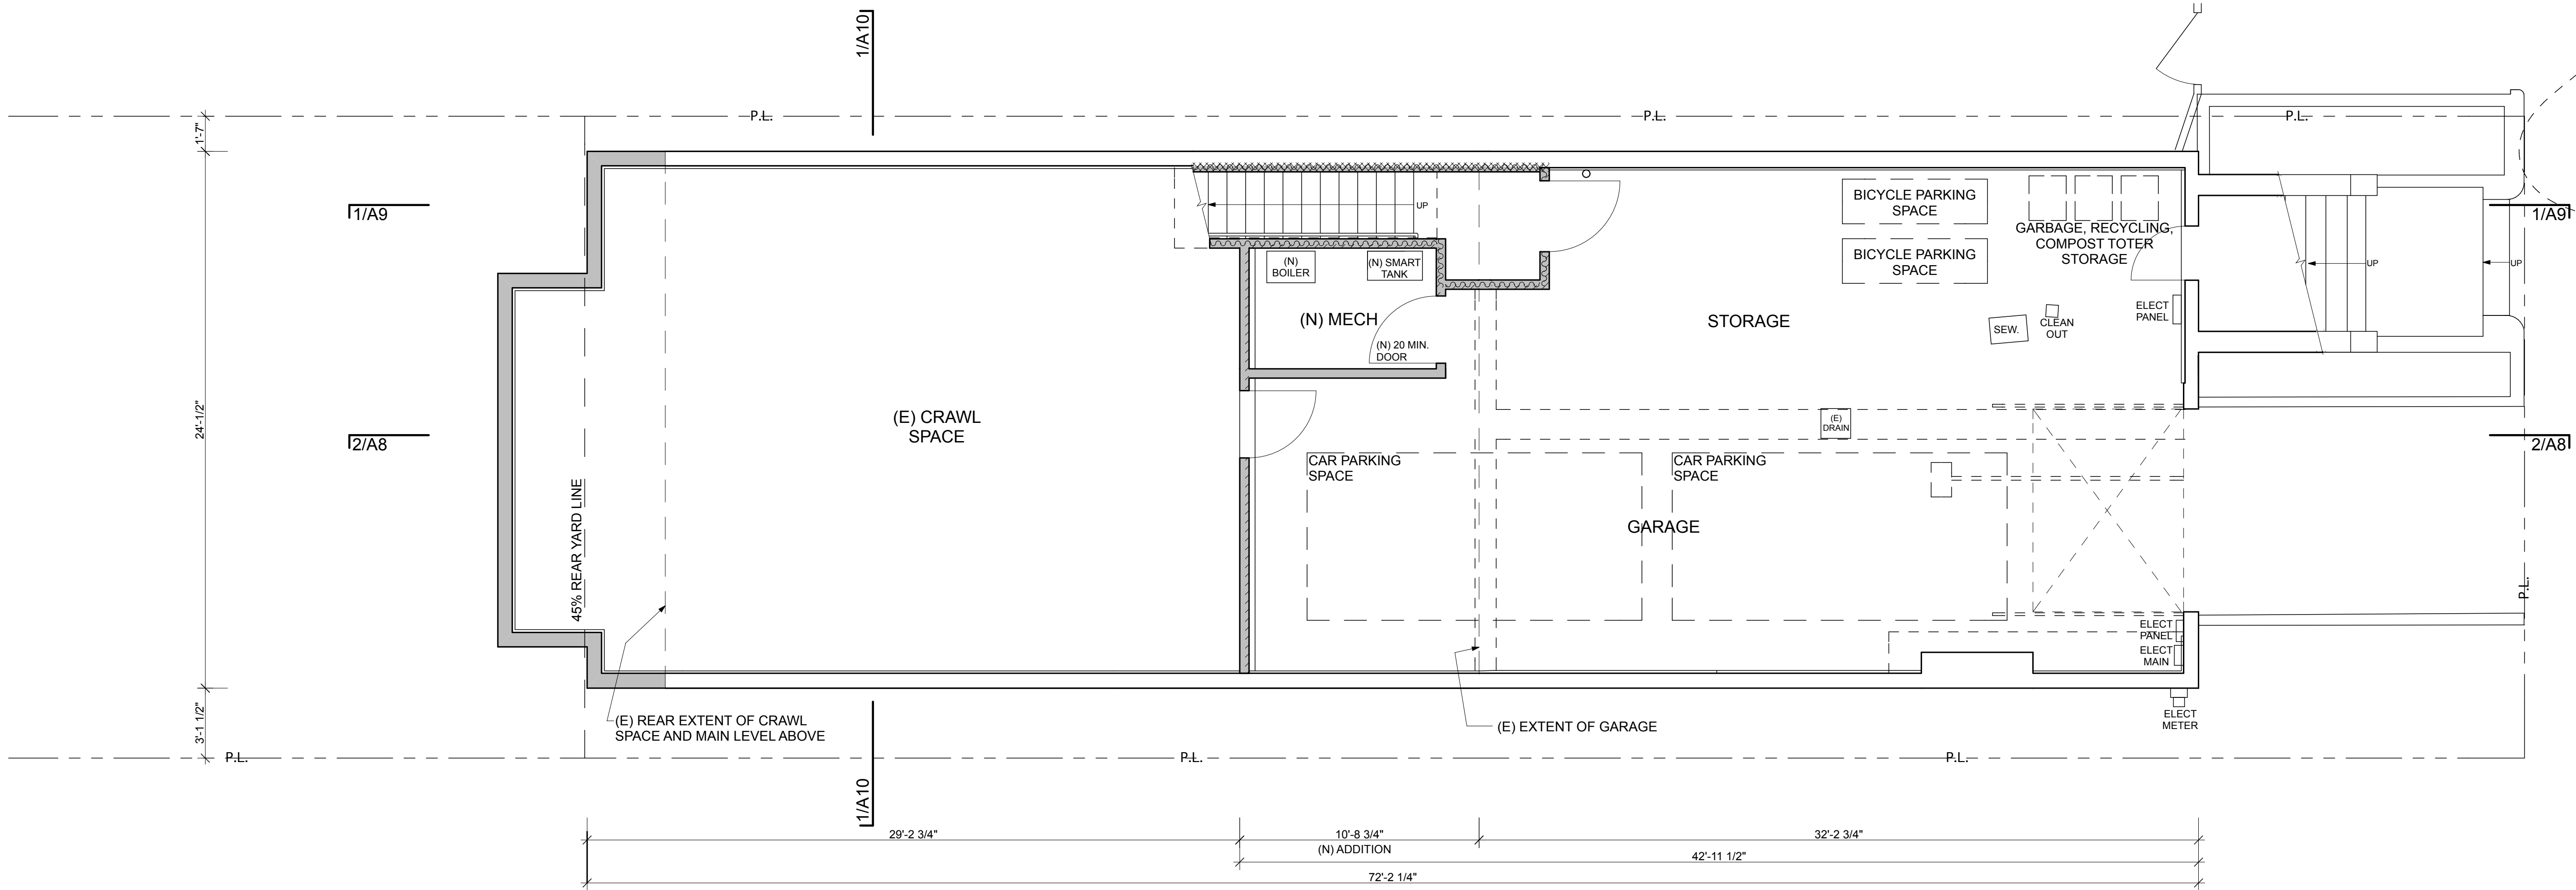 1/A10
P.L.
P.L.
P.L.
1'-7"
1/A9
1/A9
UP
BICYCLE PARKING
SPACE
BICYCLE PARKING
SPACE
GARBAGE, RECYCLING,
COMPOST TOTER
STORAGE
UP
UP
(N)
BOILER
(N) SMART
TANK
(N) MECH
(N) 20 MIN.
DOOR
STORAGE
SEW.
CLEAN
OUT
ELECT
PANEL
24'-1/2"
(E) CRAWL
SPACE
2/A8
2/A8
(E)
DRAIN
CAR PARKING
SPACE
CAR PARKING
SPACE
GARAGE
45% REAR YARD LINE
P.L.
ELECT
PANEL
ELECT
MAIN
ELECT
METER
3'-1 1/2"
(E) REAR EXTENT OF CRAWL
SPACE AND MAIN LEVEL ABOVE
(E) EXTENT OF GARAGE
P.L.
P.L.
P.L.
1/A10
29'-2 3/4"
10'-8 3/4"
(N) ADDITION
32'-2 3/4"
42'-11 1/2"
72'-2 1/4"